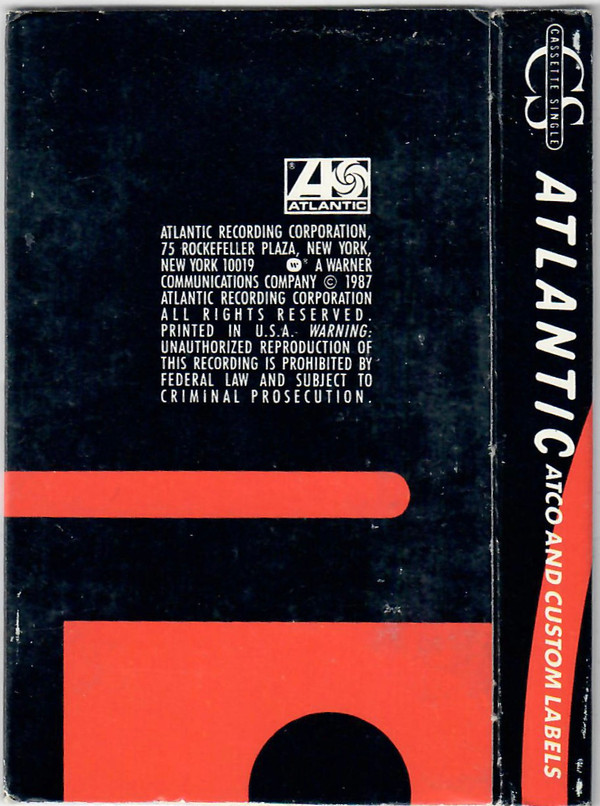 ® A
ATLANTIC
ATLANTIC RECORDING CORPORATION,
75 ROCKEFELLER PLAZA, NEW YORK,
NEW YORK 10019 w® A WARNER
COMMUNICATIONS COMPANY © 1987
ATLANTIC RECORDING CORPORATION
ALL RIGHTS RESERVED.
PRINTED IN U.S.A. WARNING:
UNAUTHORIZED REPRODUCTION OF
THIS RECORDING IS PROHIBITED BY
FEDERAL LAW AND SUBJECT TO
CRIMINAL PROSECUTION.
CS
CASSETTE SINGLE
ATLANTIC
ATCO AND CUSTOM LABELS